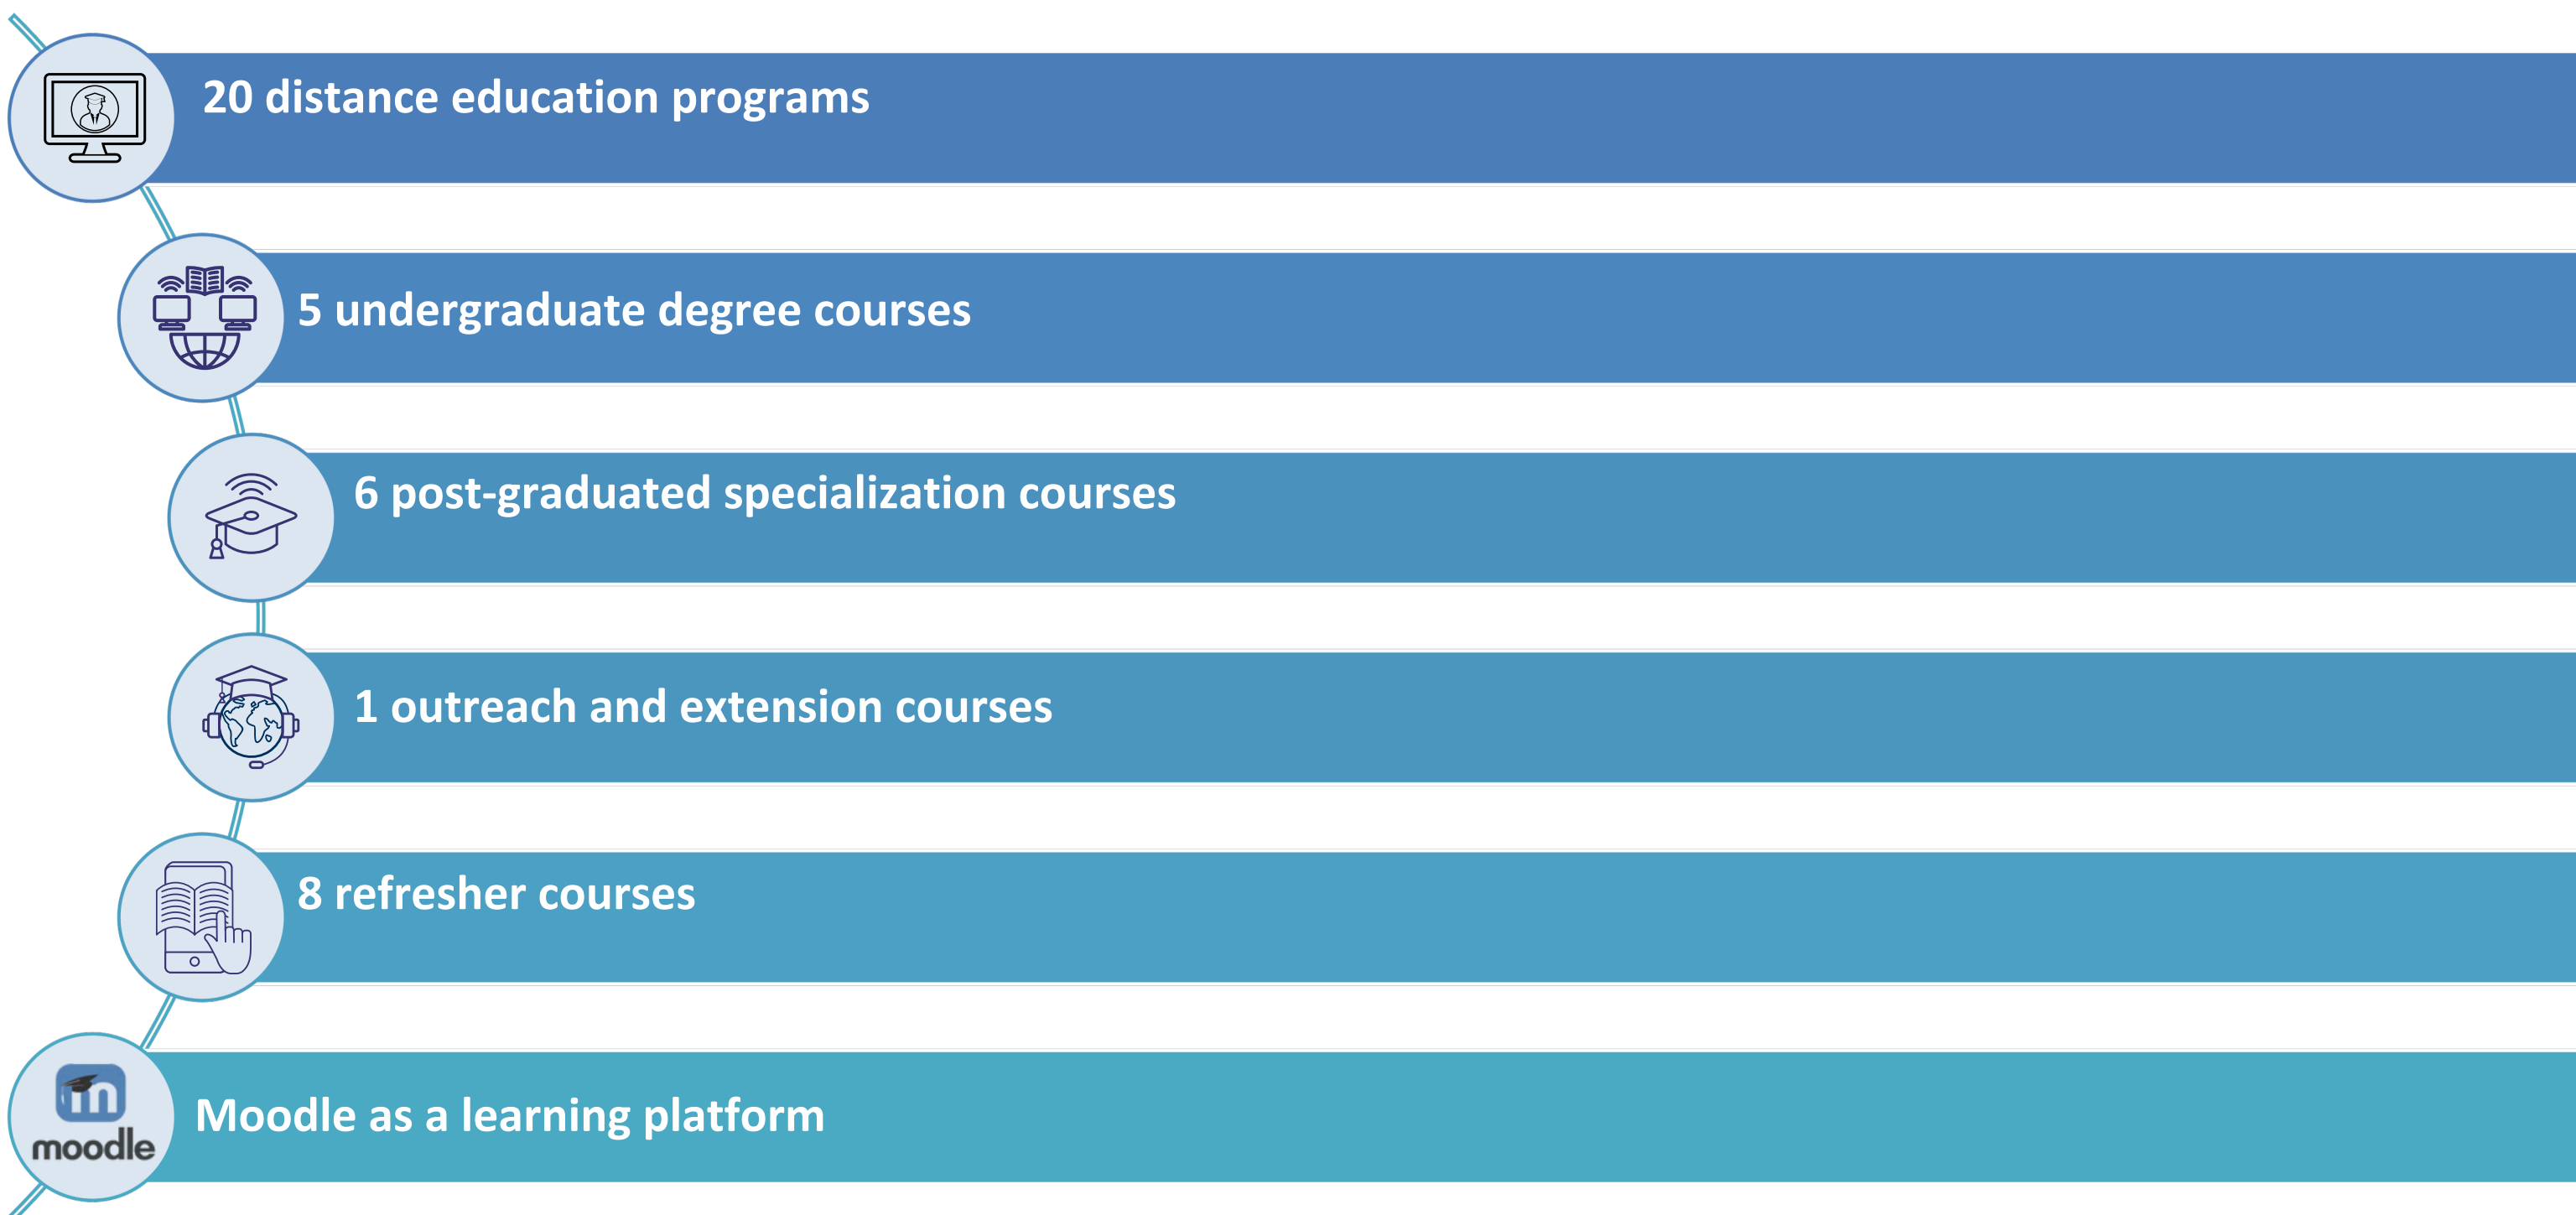 20 distance education programs
5 undergraduate degree courses
6 post-graduated specialization courses
1 outreach and extension courses
8 refresher courses
moodle
Moodle as a learning platform